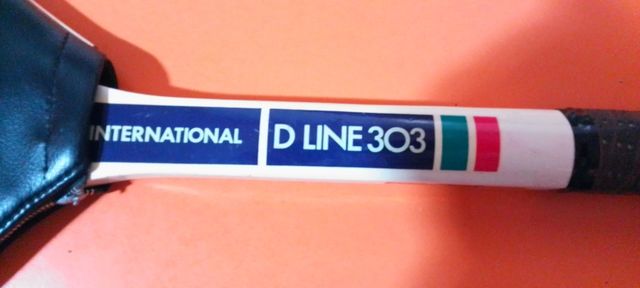 INTERNATIONAL D LINE 303